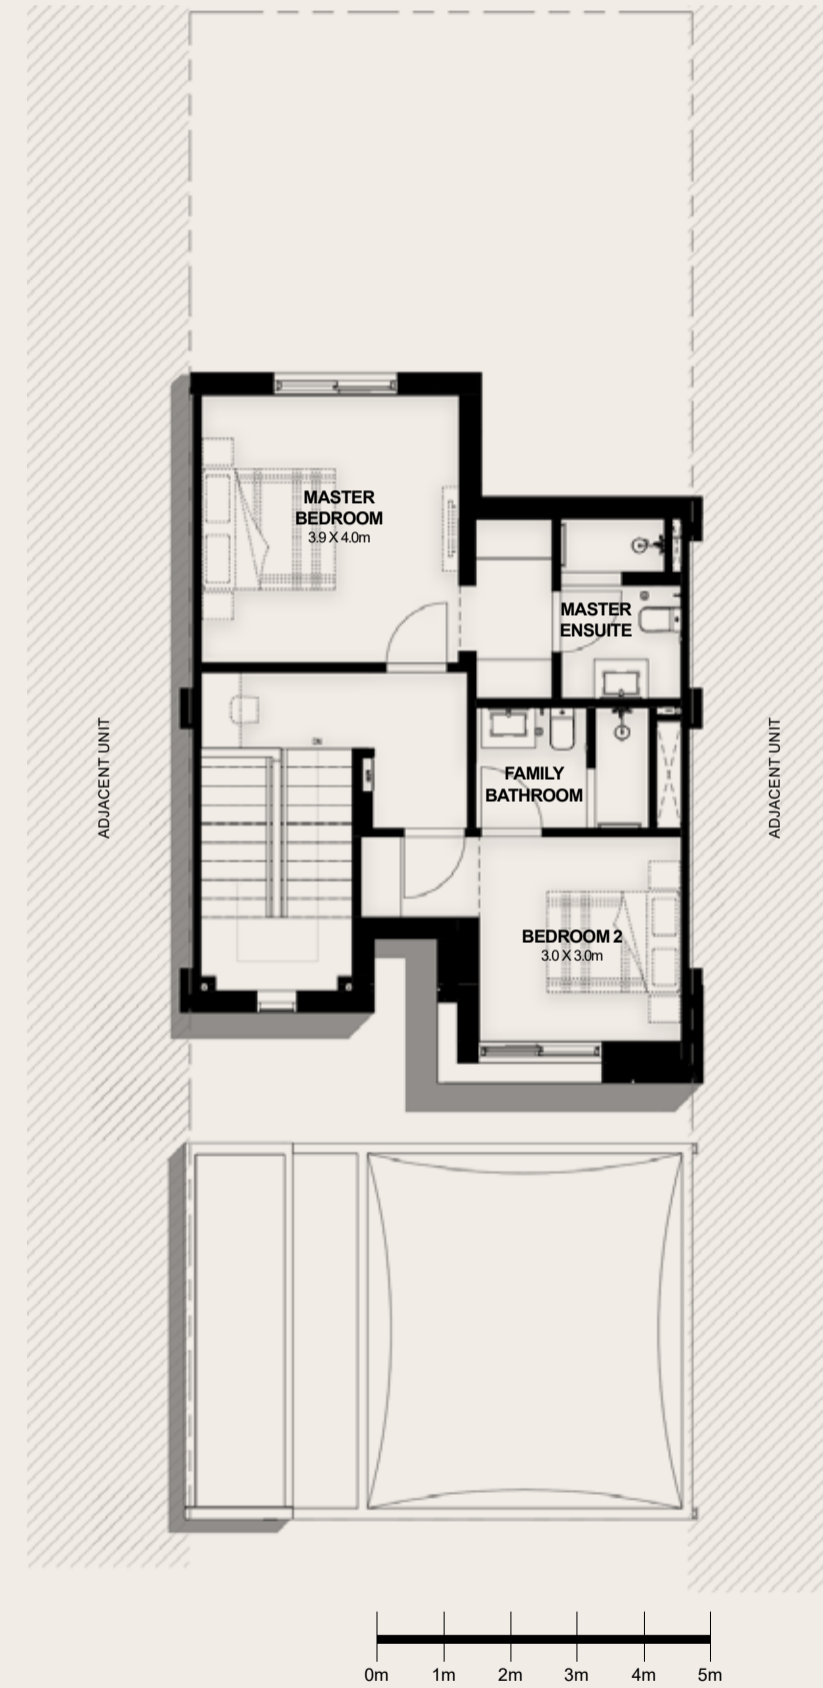 MASTER
BEDROOM
3.9 X 4.0m
MASTER
ENSUITE
DN
FAMILY
BATHROOM
BEDROOM 2
3.0 X 3.0m
ADJACENT UNIT
ADJACENT UNIT
0m 1m 2m 3m 4m 5m